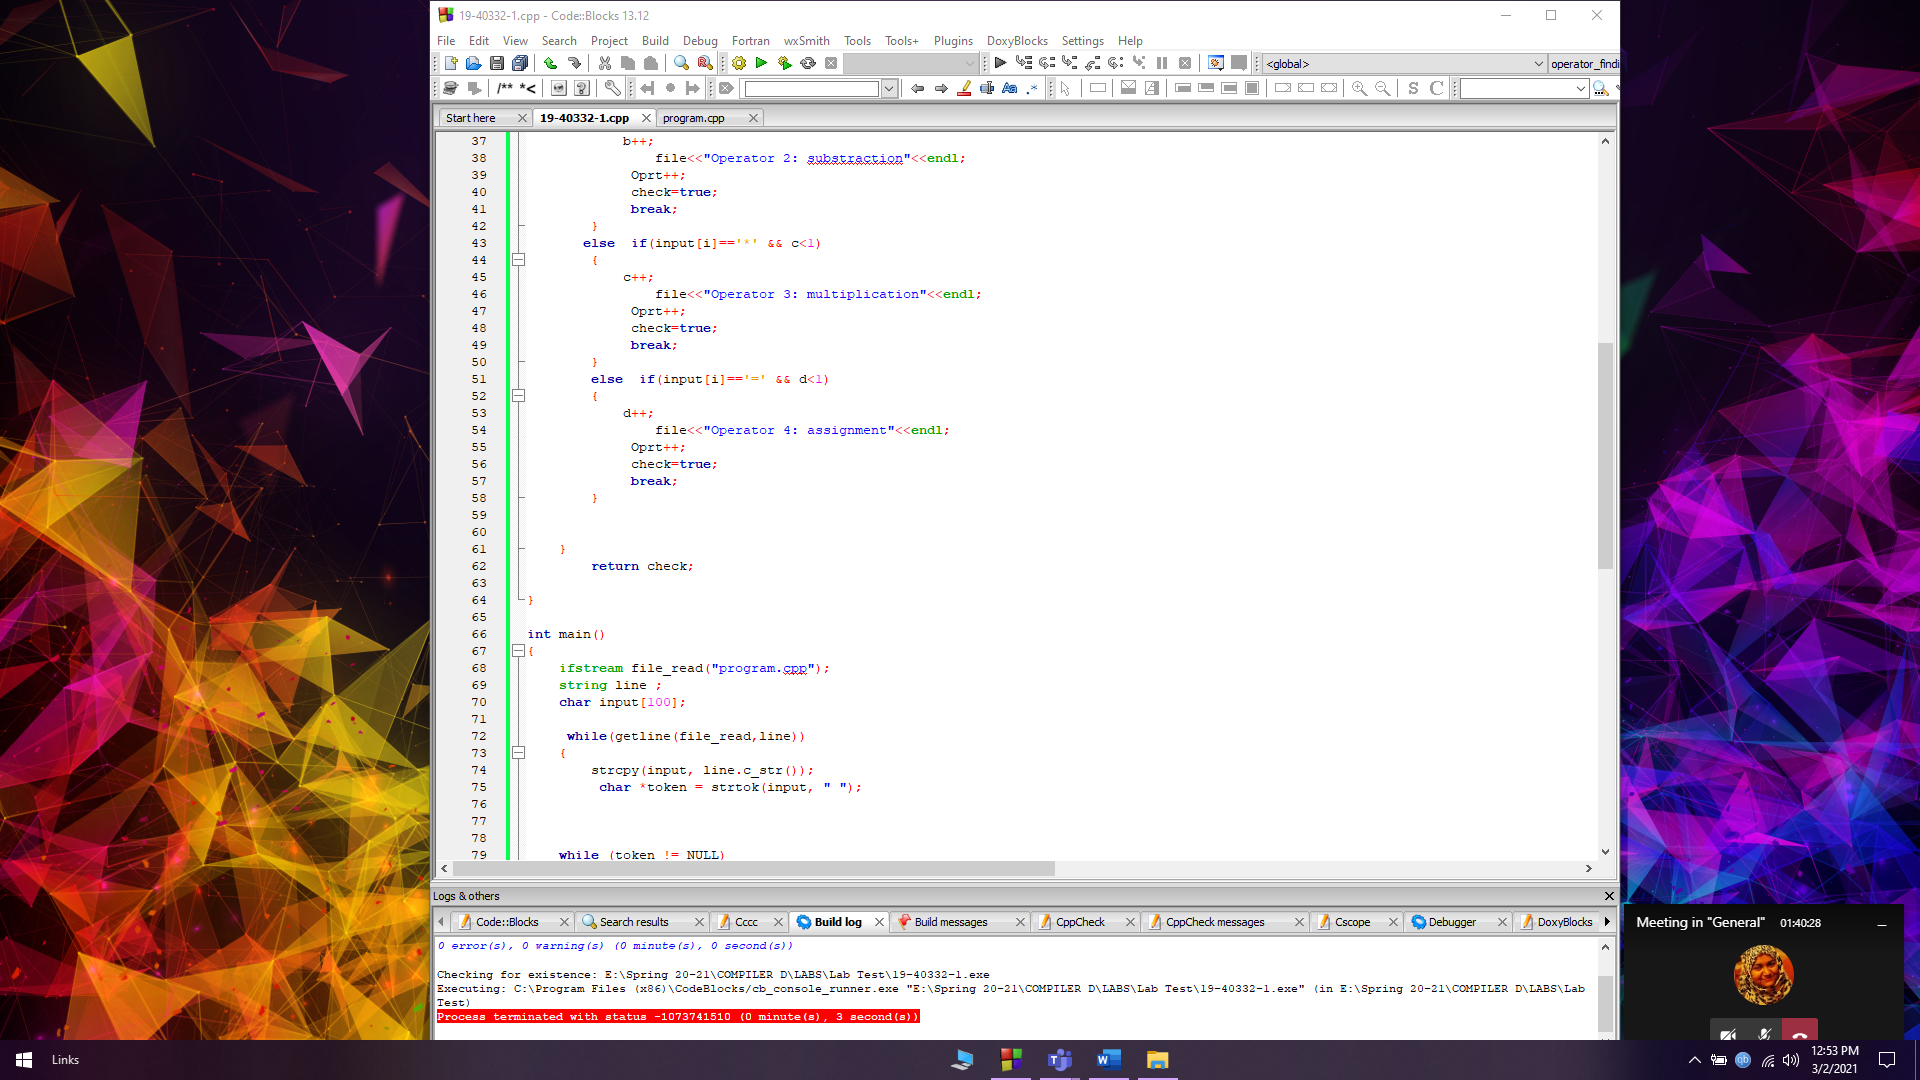 19-40332-1.cpp - Code::Blocks 13.12
File Edit View Search Project Build Debug Fortran wxSmith Tools Tools+ Plugins DoxyBlocks Settings Help
<global>
operator_findi
/** *<
Aa .*
S C
Start here 19-40332-1.cpp program.cpp
37 b++;
38 file<<"Operator 2: substraction"<<endl;
39 Oprt++;
40 check=true;
41 break;
42 }
43 else  if(input[i]=='*' && c<1)
44 {
45 c++;
46 file<<"Operator 3: multiplication"<<endl;
47 Oprt++;
48 check=true;
49 break;
50 }
51 else  if(input[i]=='=' && d<1)
52 {
53 d++;
54 file<<"Operator 4: assignment"<<endl;
55 Oprt++;
56 check=true;
57 break;
58 }
59
60
61 }
62 return check;
63
64 }
65
66 int main()
67 {
68 ifstream file_read("program.cpp");
69 string line ;
70 char input[100];
71
72 while(getline(file_read,line))
73 {
74 strcpy(input, line.c_str());
75 char *token = strtok(input, " ");
76
77
78
79 while (token != NULL)
Logs & others
Code::Blocks Search results Cccc Build log Build messages CppCheck CppCheck messages Cscope Debugger DoxyBlocks
0 error(s), 0 warning(s) (0 minute(s), 0 second(s))
Checking for existence: E:\Spring 20-21\COMPILER D\LABS\Lab Test\19-40332-1.exe
Executing: C:\Program Files (x86)\CodeBlocks/cb_console_runner.exe "E:\Spring 20-21\COMPILER D\LABS\Lab Test\19-40332-1.exe" (in E:\Spring 20-21\COMPILER D\LABS\Lab
Test)
Process terminated with status -1073741510 (0 minute(s), 3 second(s))
Meeting in "General" 01:40:28
Links
12:53 PM
3/2/2021